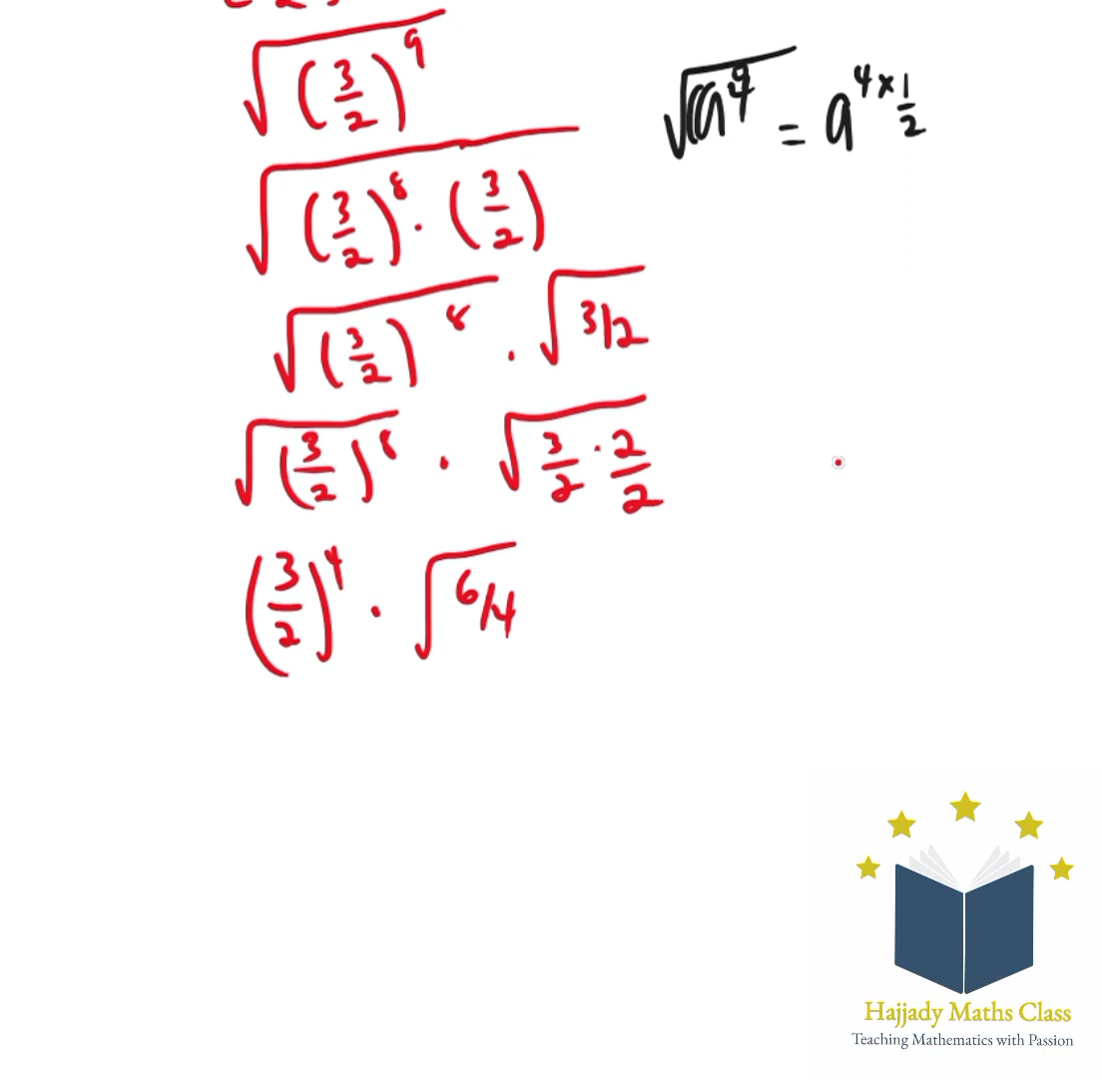 √(3/2)^9
√a^4 = a^{4×1/2}
√(3/2)^8 · (3/2)
√(3/2)^8 · √3/2
√(3/2)^8 · √3/2 · 2/2
(3/2)^4 · √6/4
Hajjady Maths Class
Teaching Mathematics with Passion